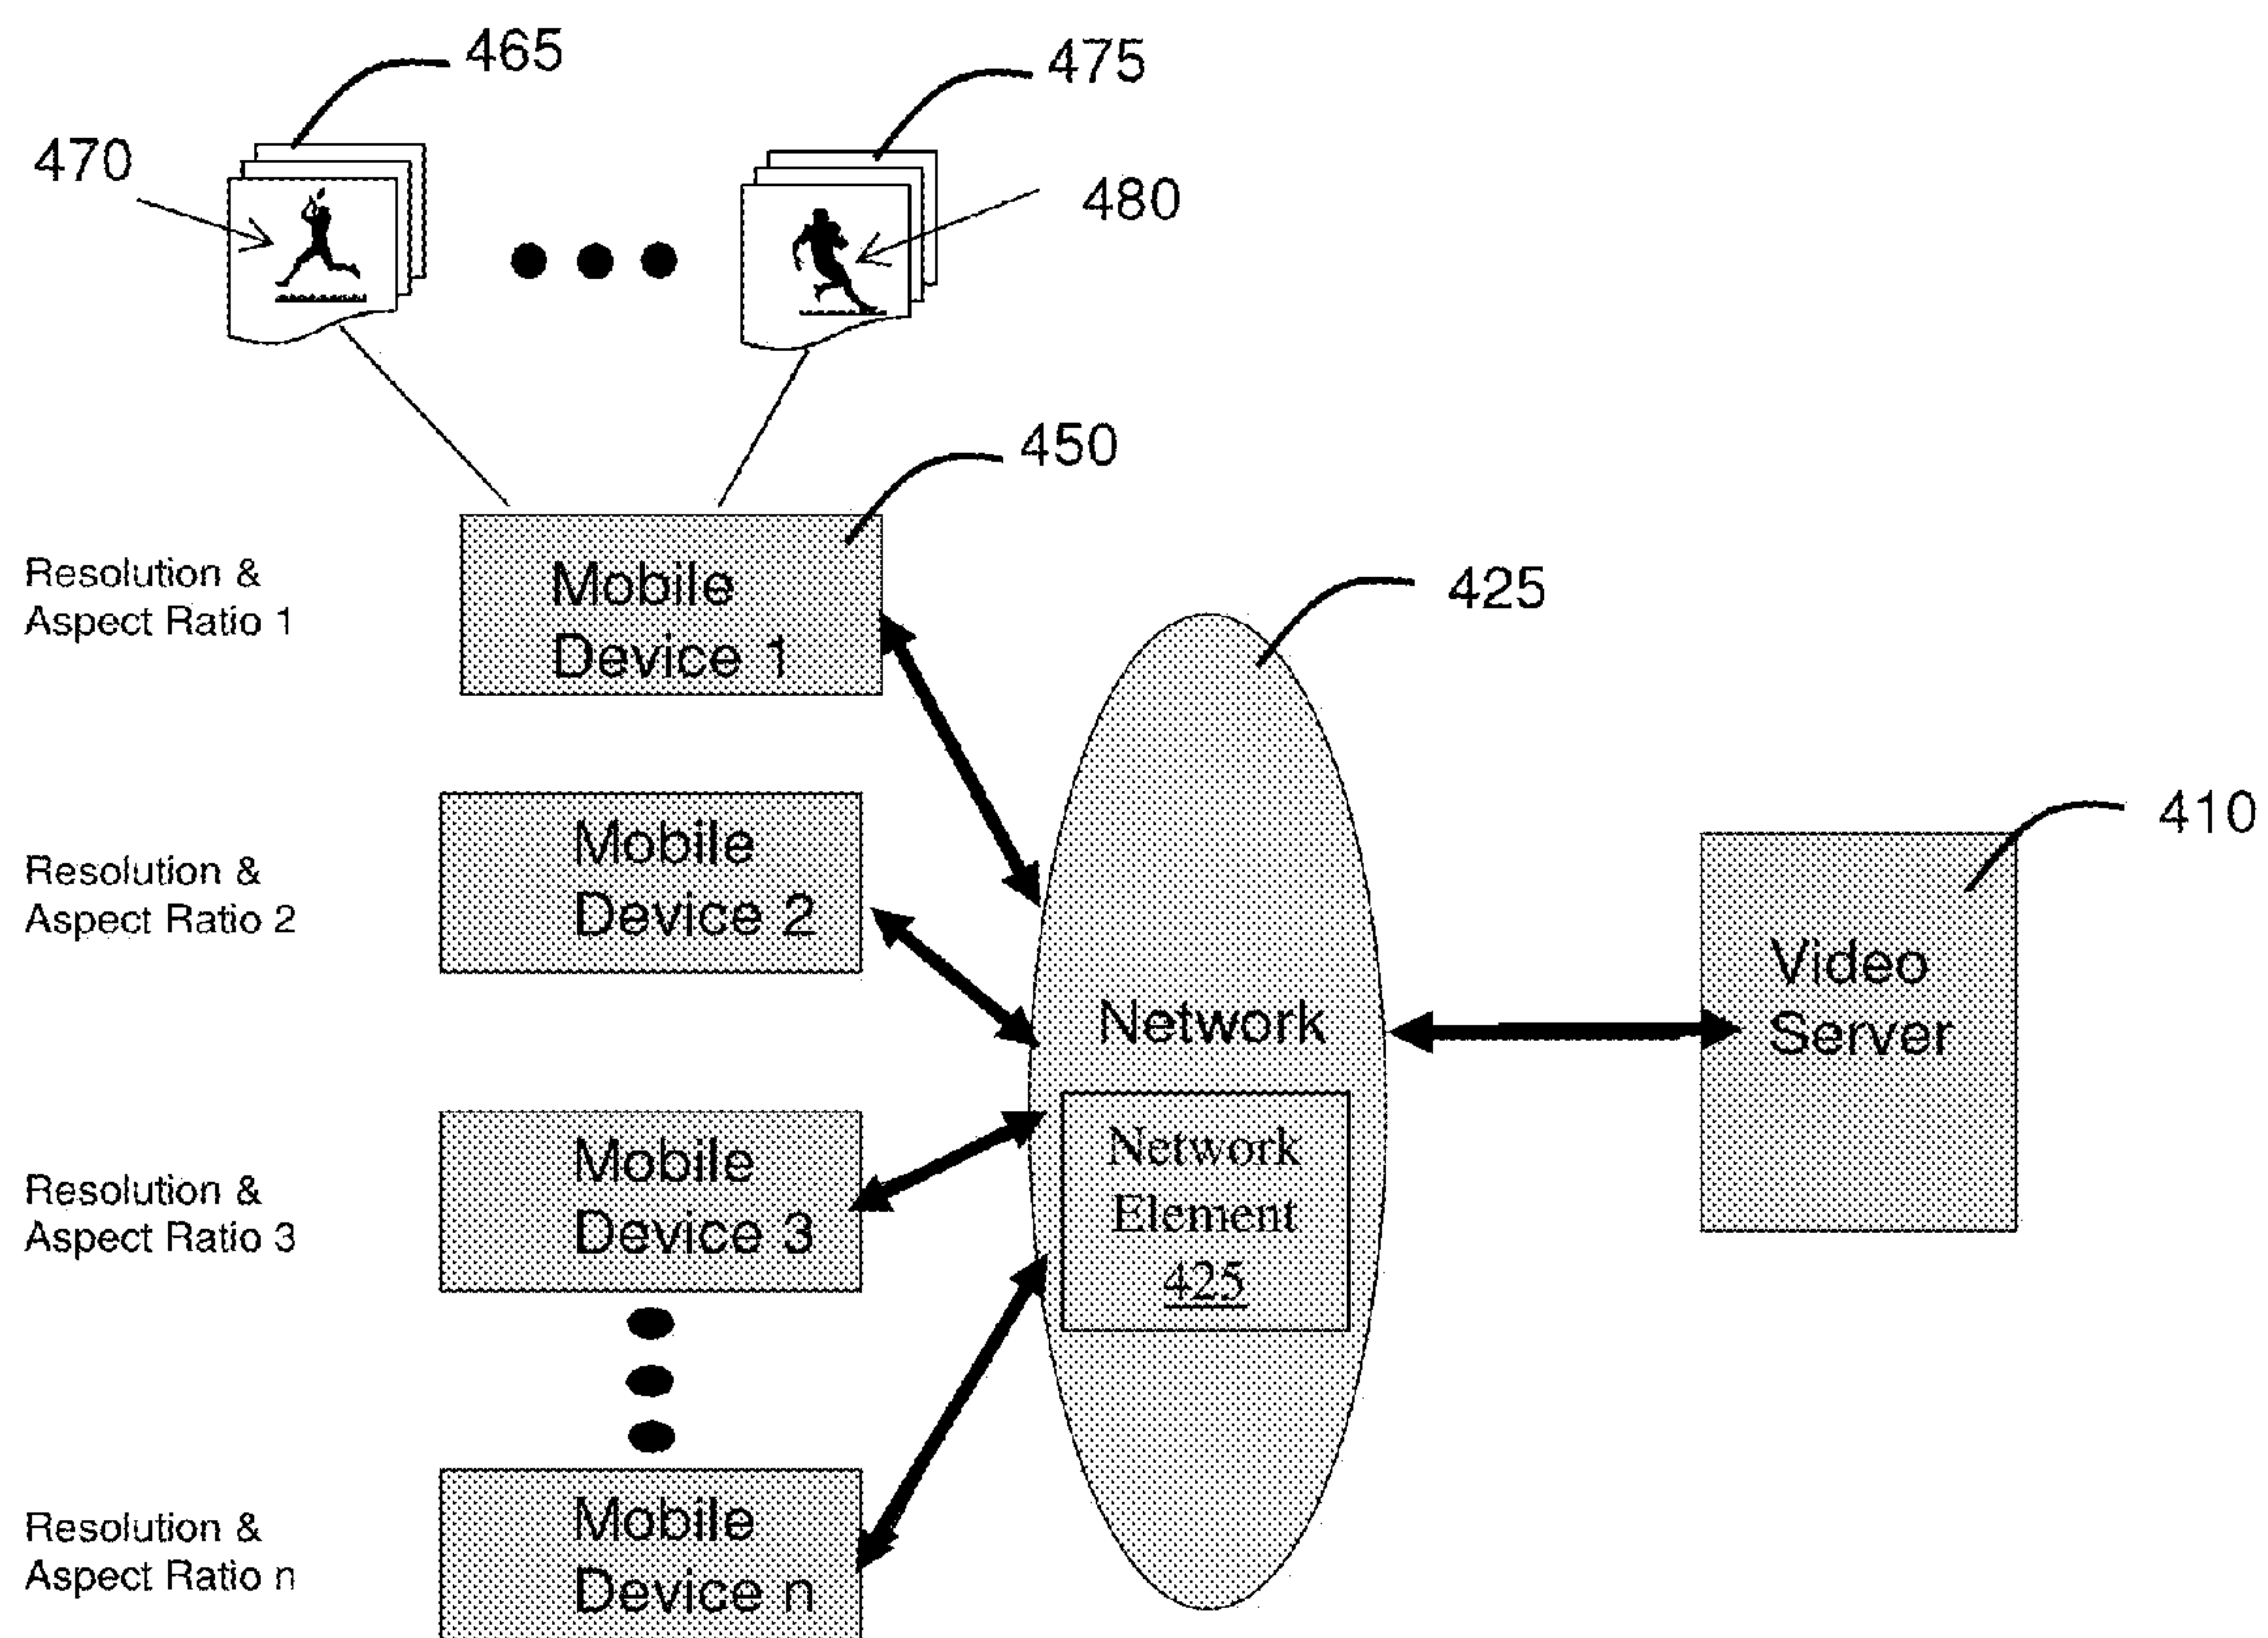 465
475
470
480
450
Resolution &
Aspect Ratio 1
Mobile
Device 1
425
Resolution &
Aspect Ratio 2
Mobile
Device 2
410
Video
Server
Network
Resolution &
Aspect Ratio 3
Mobile
Device 3
Network
Element
425
Resolution &
Aspect Ratio n
Mobile
Device n